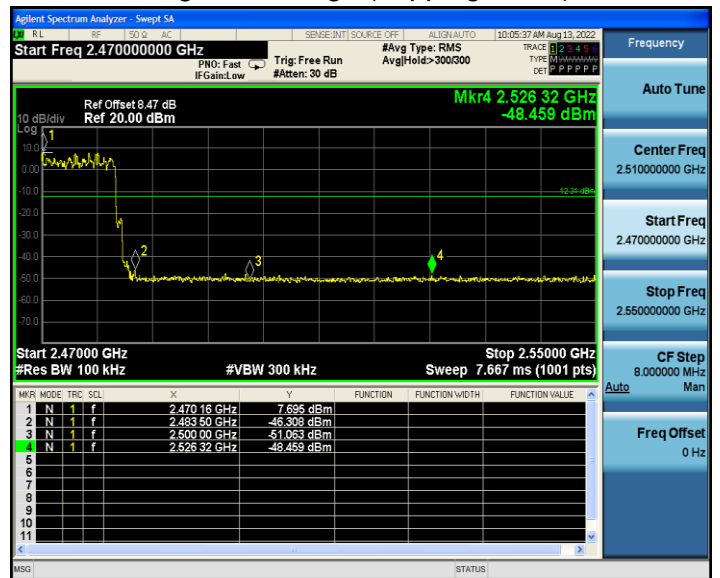 Agilent Spectrum Analyzer - Swept SA
RL RF 50 Ω AC SENSE:INT SOURCE OFF ALIGN AUTO 10:05:37 AM Aug 13, 2022
Start Freq 2.470000000 GHz
PNO: Fast
IFGain:Low
Trig: Free Run
#Atten: 30 dB
#Avg Type: RMS
Avg|Hold:>300/300
TRACE 1 2 3 4 5 6
TYPE M
DET P P P P P P
Ref Offset 8.47 dB
10 dB/div Ref 20.00 dBm
Log
Mkr4 2.526 32 GHz
-48.459 dBm
10.0
0.00
-10.0
-20.0
-30.0
-40.0
-50.0
-60.0
-70.0
1
2
3
4
-12.31 dBm
Start 2.47000 GHz Stop 2.55000 GHz
#Res BW 100 kHz #VBW 300 kHz Sweep 7.667 ms (1001 pts)
MKR MODE TRC SCL X Y FUNCTION FUNCTION WIDTH FUNCTION VALUE
1 N 1 f 2.470 16 GHz 7.695 dBm
2 N 1 f 2.483 50 GHz -46.308 dBm
3 N 1 f 2.500 00 GHz -51.063 dBm
4 N 1 f 2.526 32 GHz -48.459 dBm
5
6
7
8
9
10
11
MSG STATUS
Frequency
Auto Tune
Center Freq
2.510000000 GHz
Start Freq
2.470000000 GHz
Stop Freq
2.550000000 GHz
CF Step
8.000000 MHz
Auto Man
Freq Offset
0 Hz